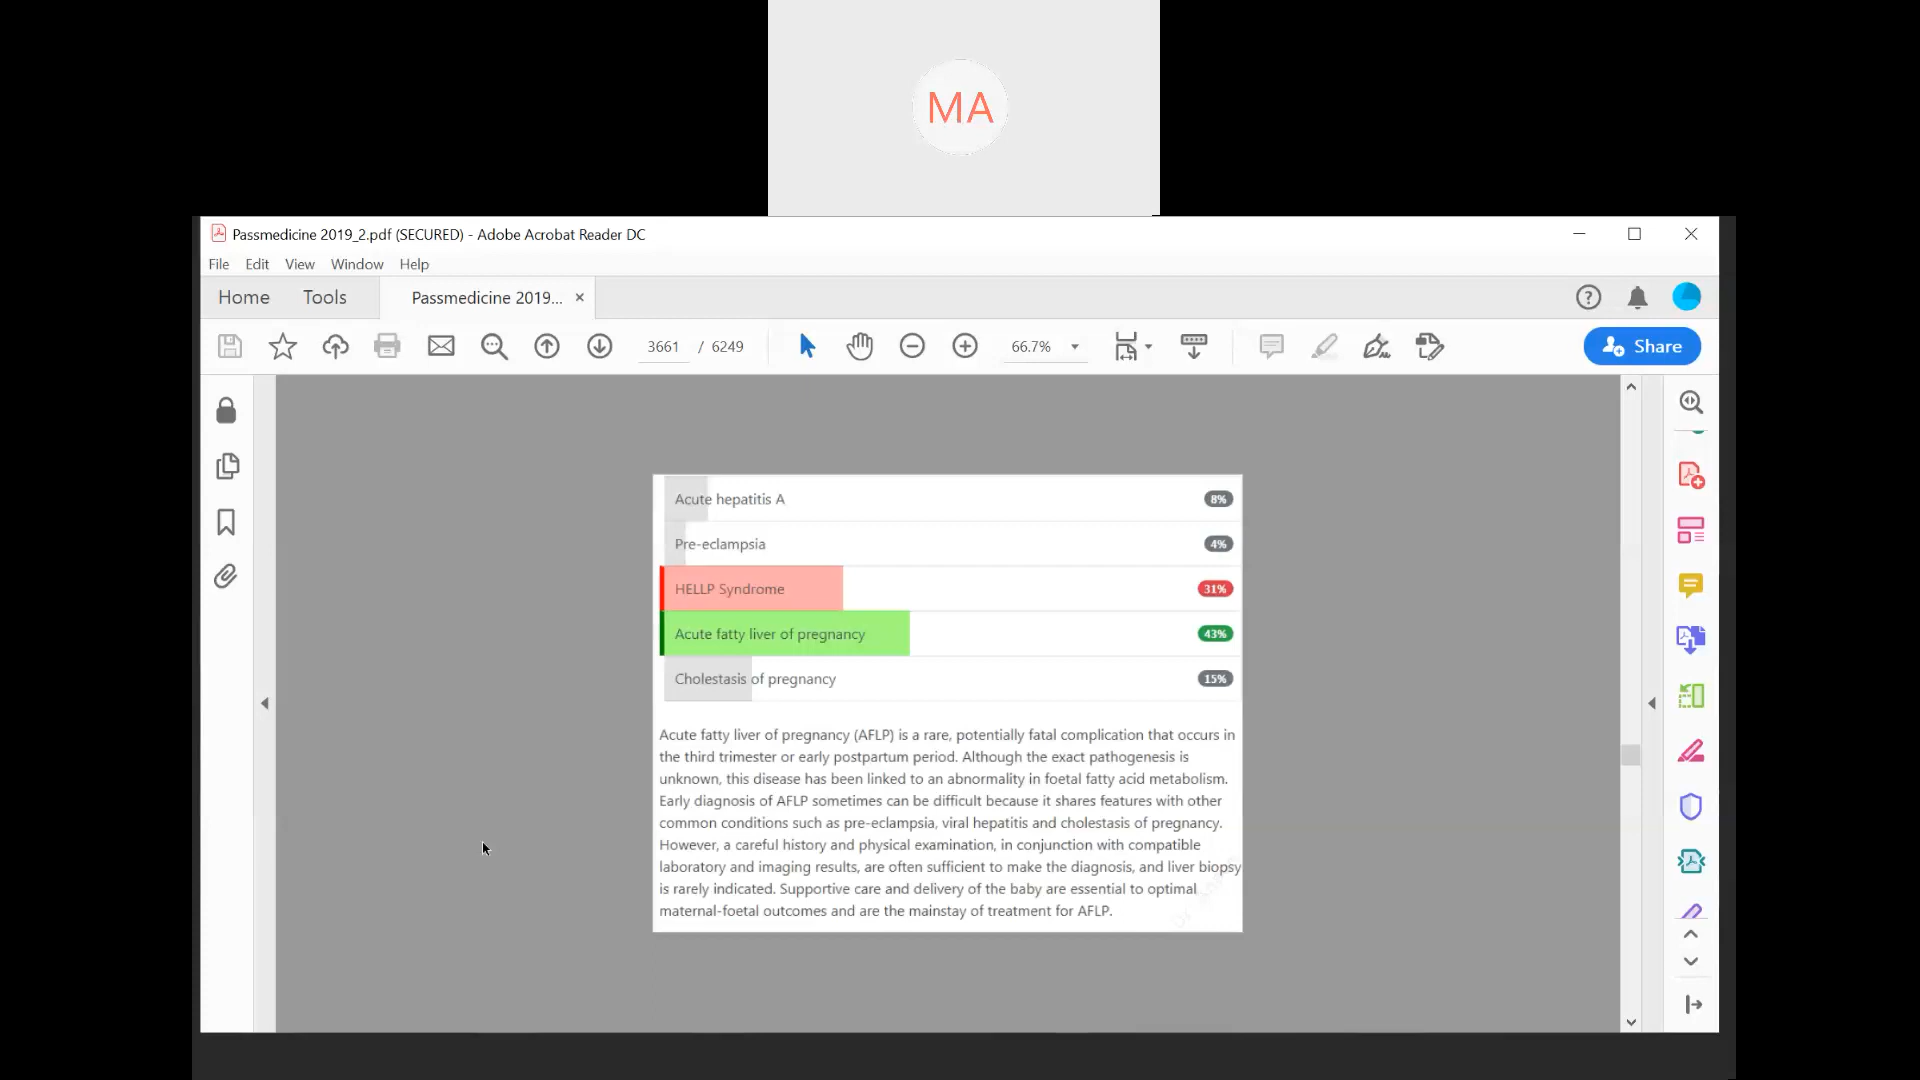 MA
Passmedicine 2019_2.pdf (SECURED) - Adobe Acrobat Reader DC
File Edit View Window Help
Home Tools Passmedicine 2019... ×
3661 / 6249 66.7% Share
Acute hepatitis A 8%
Pre-eclampsia 4%
HELLP Syndrome 31%
Acute fatty liver of pregnancy 43%
Cholestasis of pregnancy 15%
Acute fatty liver of pregnancy (AFLP) is a rare, potentially fatal complication that occurs in
the third trimester or early postpartum period. Although the exact pathogenesis is
unknown, this disease has been linked to an abnormality in foetal fatty acid metabolism.
Early diagnosis of AFLP sometimes can be difficult because it shares features with other
common conditions such as pre-eclampsia, viral hepatitis and cholestasis of pregnancy.
However, a careful history and physical examination, in conjunction with compatible
laboratory and imaging results, are often sufficient to make the diagnosis, and liver biopsy
is rarely indicated. Supportive care and delivery of the baby are essential to optimal
maternal-foetal outcomes and are the mainstay of treatment for AFLP.